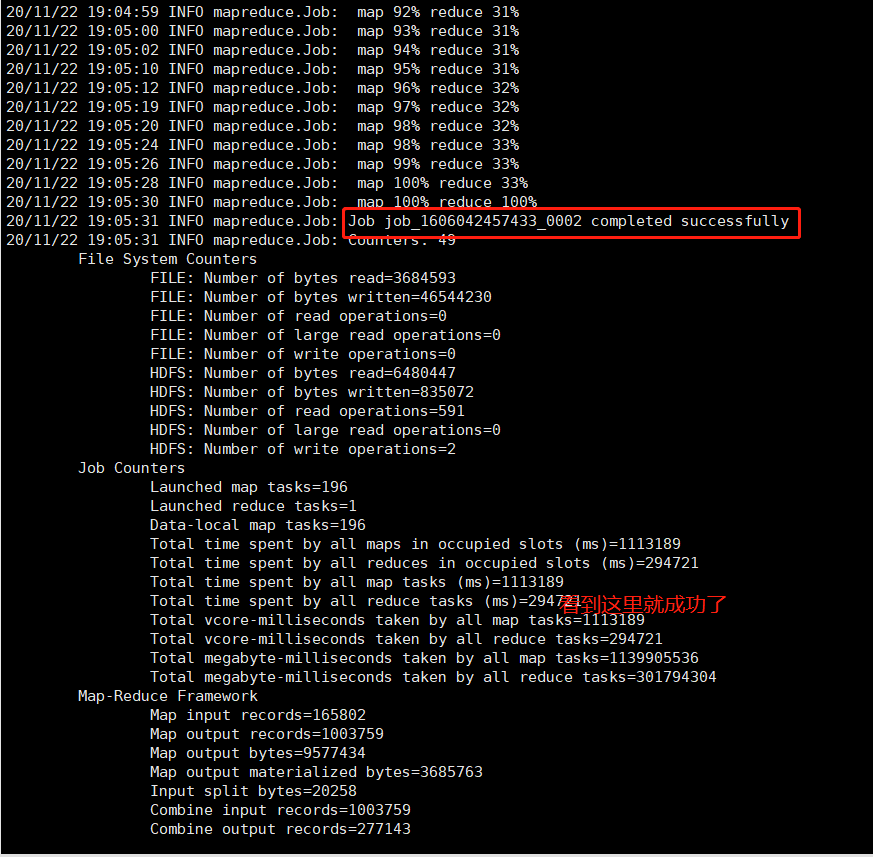 20/11/22 19:04:59 INFO mapreduce.Job:  map 92% reduce 31%
20/11/22 19:05:00 INFO mapreduce.Job:  map 93% reduce 31%
20/11/22 19:05:02 INFO mapreduce.Job:  map 94% reduce 31%
20/11/22 19:05:10 INFO mapreduce.Job:  map 95% reduce 31%
20/11/22 19:05:12 INFO mapreduce.Job:  map 96% reduce 32%
20/11/22 19:05:19 INFO mapreduce.Job:  map 97% reduce 32%
20/11/22 19:05:20 INFO mapreduce.Job:  map 98% reduce 32%
20/11/22 19:05:24 INFO mapreduce.Job:  map 98% reduce 33%
20/11/22 19:05:26 INFO mapreduce.Job:  map 99% reduce 33%
20/11/22 19:05:28 INFO mapreduce.Job:  map 100% reduce 33%
20/11/22 19:05:30 INFO mapreduce.Job:  map 100% reduce 100%
20/11/22 19:05:31 INFO mapreduce.Job: Job job_1606042457433_0002 completed successfully
20/11/22 19:05:31 INFO mapreduce.Job: Counters: 49
File System Counters
FILE: Number of bytes read=3684593
FILE: Number of bytes written=46544230
FILE: Number of read operations=0
FILE: Number of large read operations=0
FILE: Number of write operations=0
HDFS: Number of bytes read=6480447
HDFS: Number of bytes written=835072
HDFS: Number of read operations=591
HDFS: Number of large read operations=0
HDFS: Number of write operations=2
Job Counters
Launched map tasks=196
Launched reduce tasks=1
Data-local map tasks=196
Total time spent by all maps in occupied slots (ms)=1113189
Total time spent by all reduces in occupied slots (ms)=294721
Total time spent by all map tasks (ms)=1113189
Total time spent by all reduce tasks (ms)=294721
看到这里就成功了
Total vcore-milliseconds taken by all map tasks=1113189
Total vcore-milliseconds taken by all reduce tasks=294721
Total megabyte-milliseconds taken by all map tasks=1139905536
Total megabyte-milliseconds taken by all reduce tasks=301794304
Map-Reduce Framework
Map input records=165802
Map output records=1003759
Map output bytes=9577434
Map output materialized bytes=3685763
Input split bytes=20258
Combine input records=1003759
Combine output records=277143